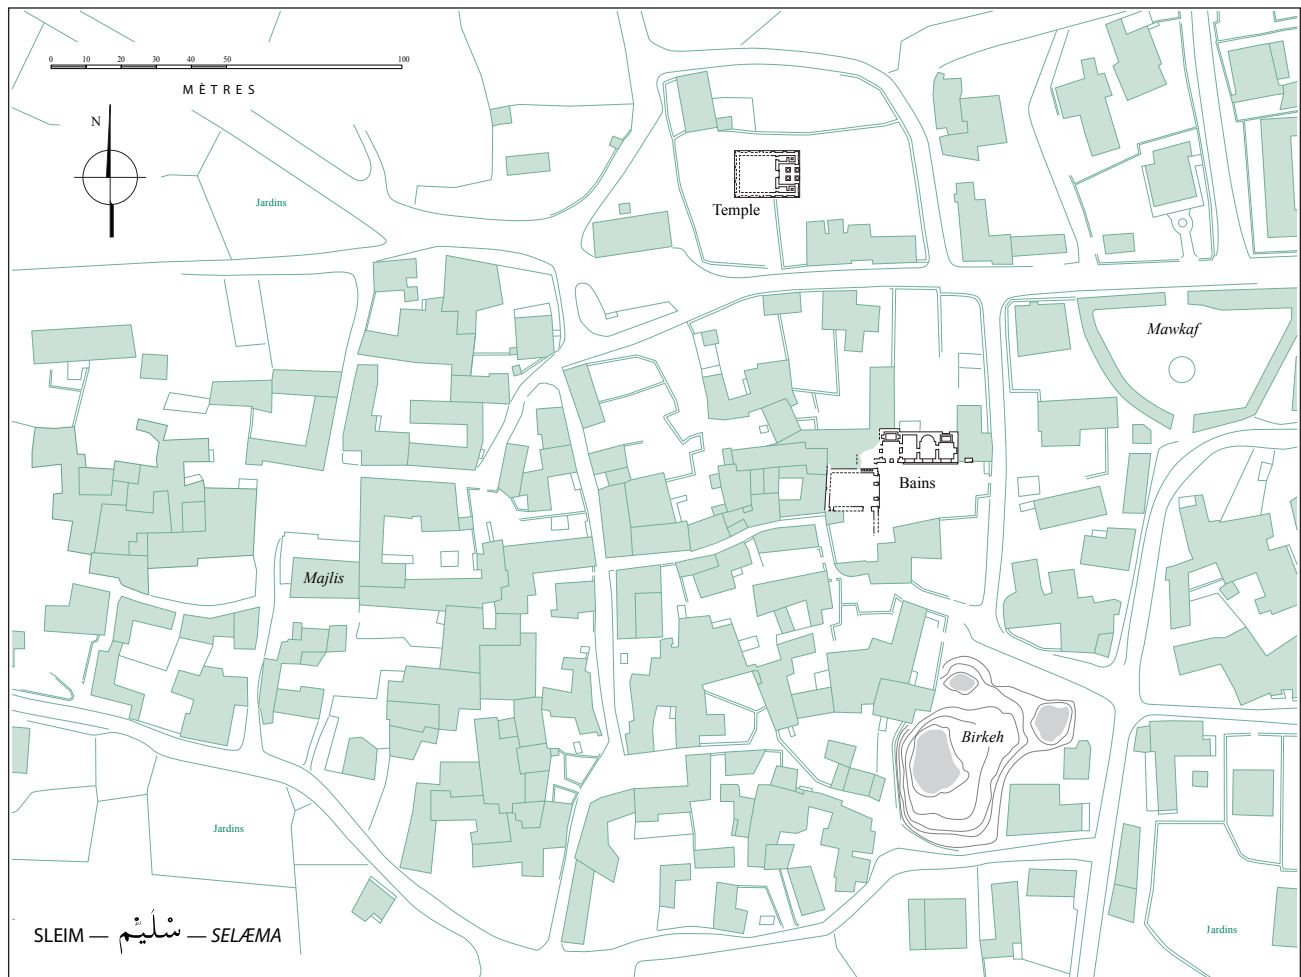 0 10 20 30 40 50 100
MÈTRES
N
Jardins
Temple
Mawkaf
Bains
Majlis
Birkeh
Jardins
Jardins
SLEIM — سْلَيْم — SELÆMA